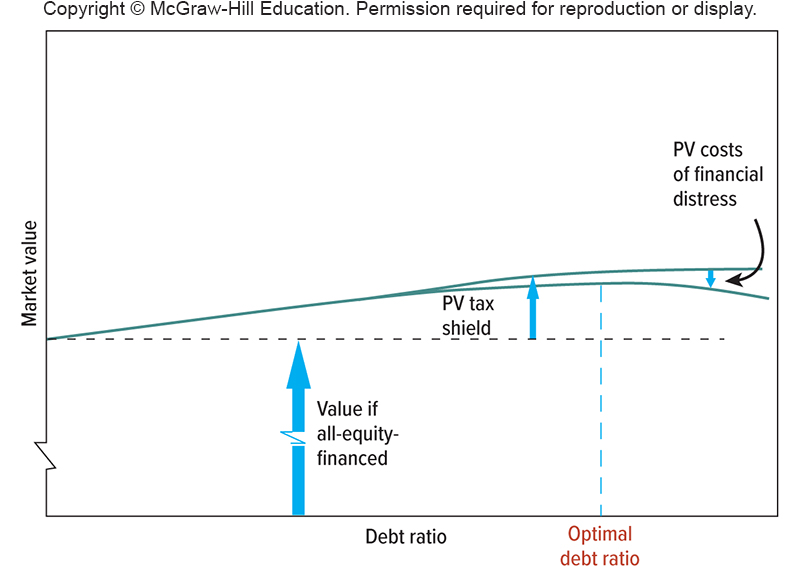 Copyright © McGraw-Hill Education. Permission required for reproduction or display.
PV costs
of financial
distress
Market value
PV tax
shield
Value if
all-equity-
financed
Debt ratio
Optimal
debt ratio